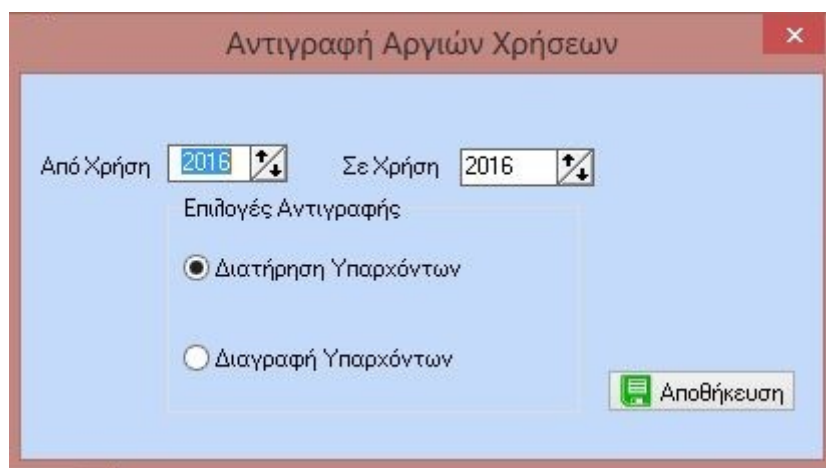 Αντιγραφή Αργιών Χρήσεων
Από Χρήση 2016 Σε Χρήση 2016
Επιλογές Αντιγραφής
Διατήρηση Υπαρχόντων
Διαγραφή Υπαρχόντων
Αποθήκευση